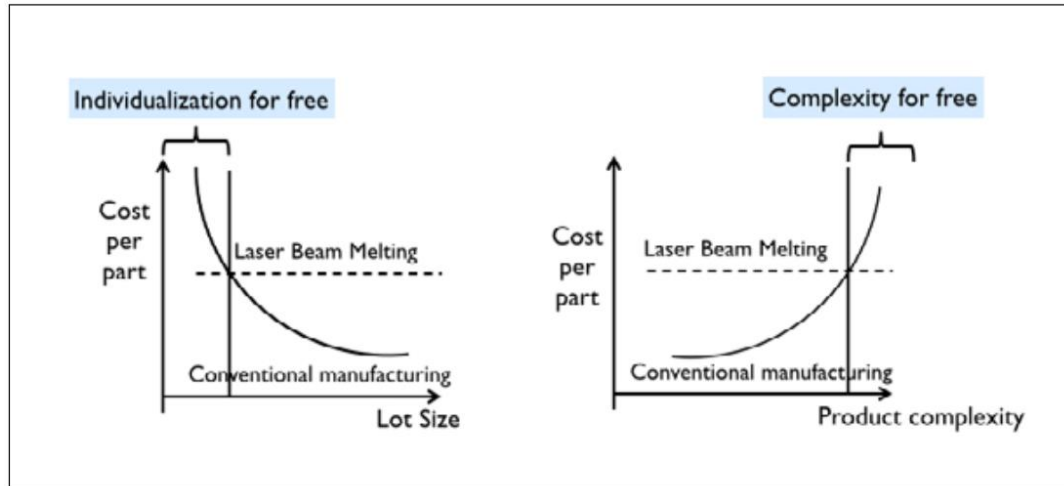 Individualization for free
Cost
per
part
Laser Beam Melting
Conventional manufacturing
Lot Size
Complexity for free
Cost
per
part
Laser Beam Melting
Conventional manufacturing
Product complexity